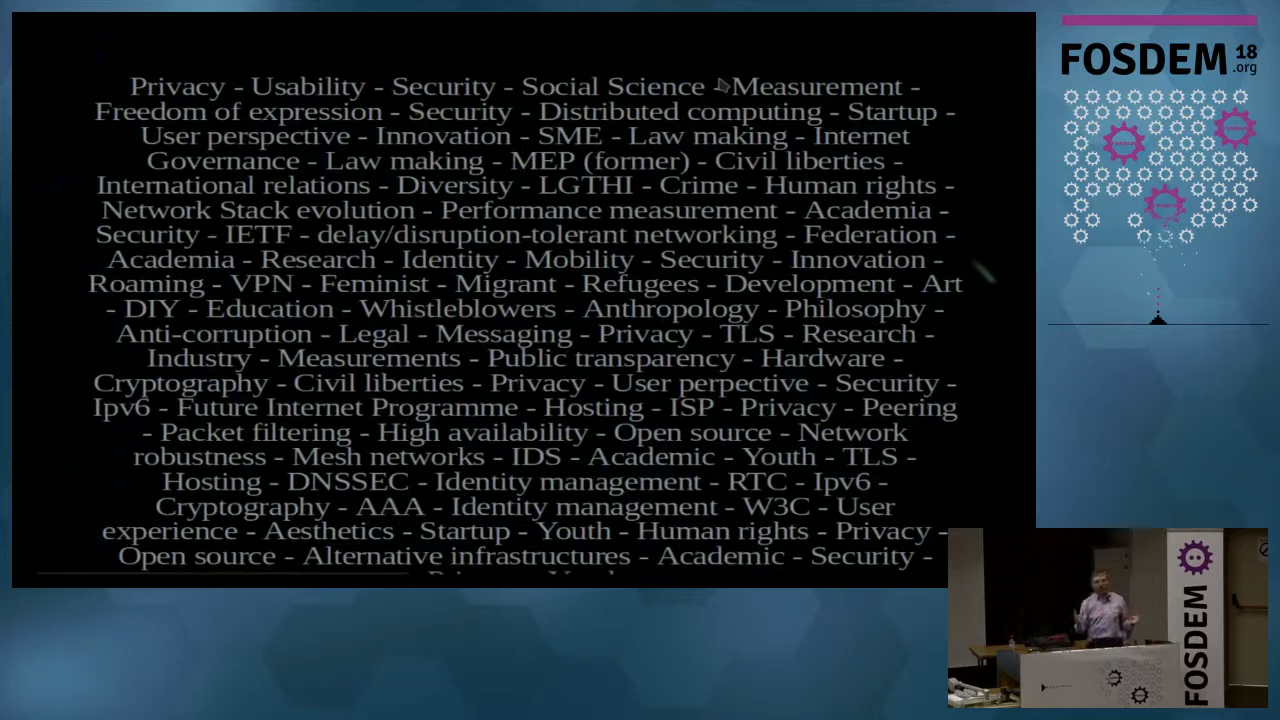 Privacy - Usability - Security - Social Science - Measurement -
Freedom of expression - Security - Distributed computing - Startup -
User perspective - Innovation - SME - Law making - Internet
Governance - Law making - MEP (former) - Civil liberties -
International relations - Diversity - LGTHI - Crime - Human rights -
Network Stack evolution - Performance measurement - Academia -
Security - IETF - delay/disruption-tolerant networking - Federation -
Academia - Research - Identity - Mobility - Security - Innovation -
Roaming - VPN - Feminist - Migrant - Refugees - Development - Art
- DIY - Education - Whistleblowers - Anthropology - Philosophy -
Anti-corruption - Legal - Messaging - Privacy - TLS - Research -
Industry - Measurements - Public transparency - Hardware -
Cryptography - Civil liberties - Privacy - User perpective - Security -
Ipv6 - Future Internet Programme - Hosting - ISP - Privacy - Peering
- Packet filtering - High availability - Open source - Network
robustness - Mesh networks - IDS - Academic - Youth - TLS -
Hosting - DNSSEC - Identity management - RTC - Ipv6 -
Cryptography - AAA - Identity management - W3C - User
experience - Aesthetics - Startup - Youth - Human rights - Privacy -
Open source - Alternative infrastructures - Academic - Security -
FOSDEM 18
.org
FOSDEM